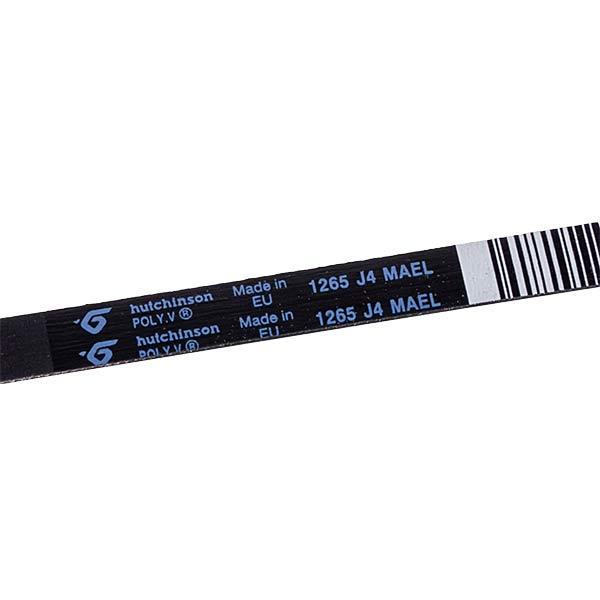 hutchinson
POLY.V ®
Made in
EU
1265 J4 MAEL
hutchinson
POLY.V ®
Made in
EU
1265 J4 MAEL